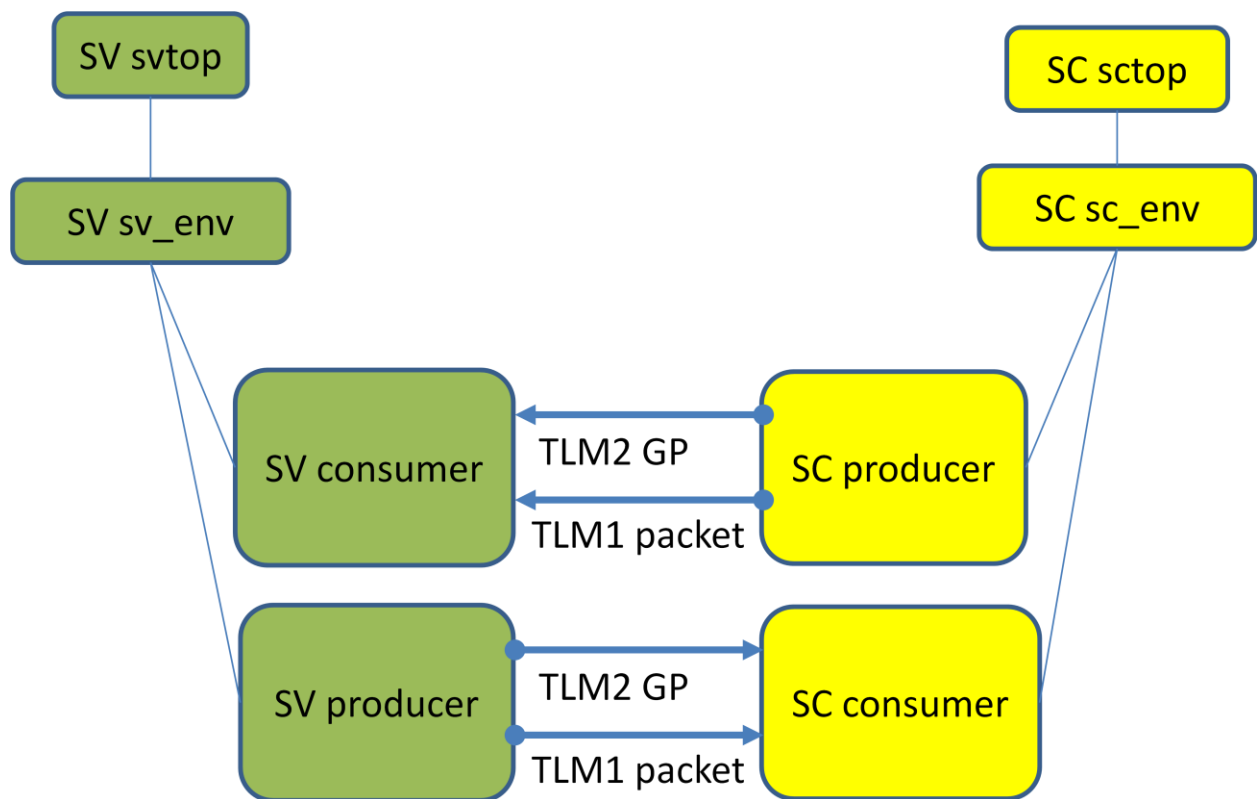 SV svtop
SC sctop
SV sv_env
SC sc_env
SV consumer
TLM2 GP
TLM1 packet
SC producer
SV producer
TLM2 GP
TLM1 packet
SC consumer